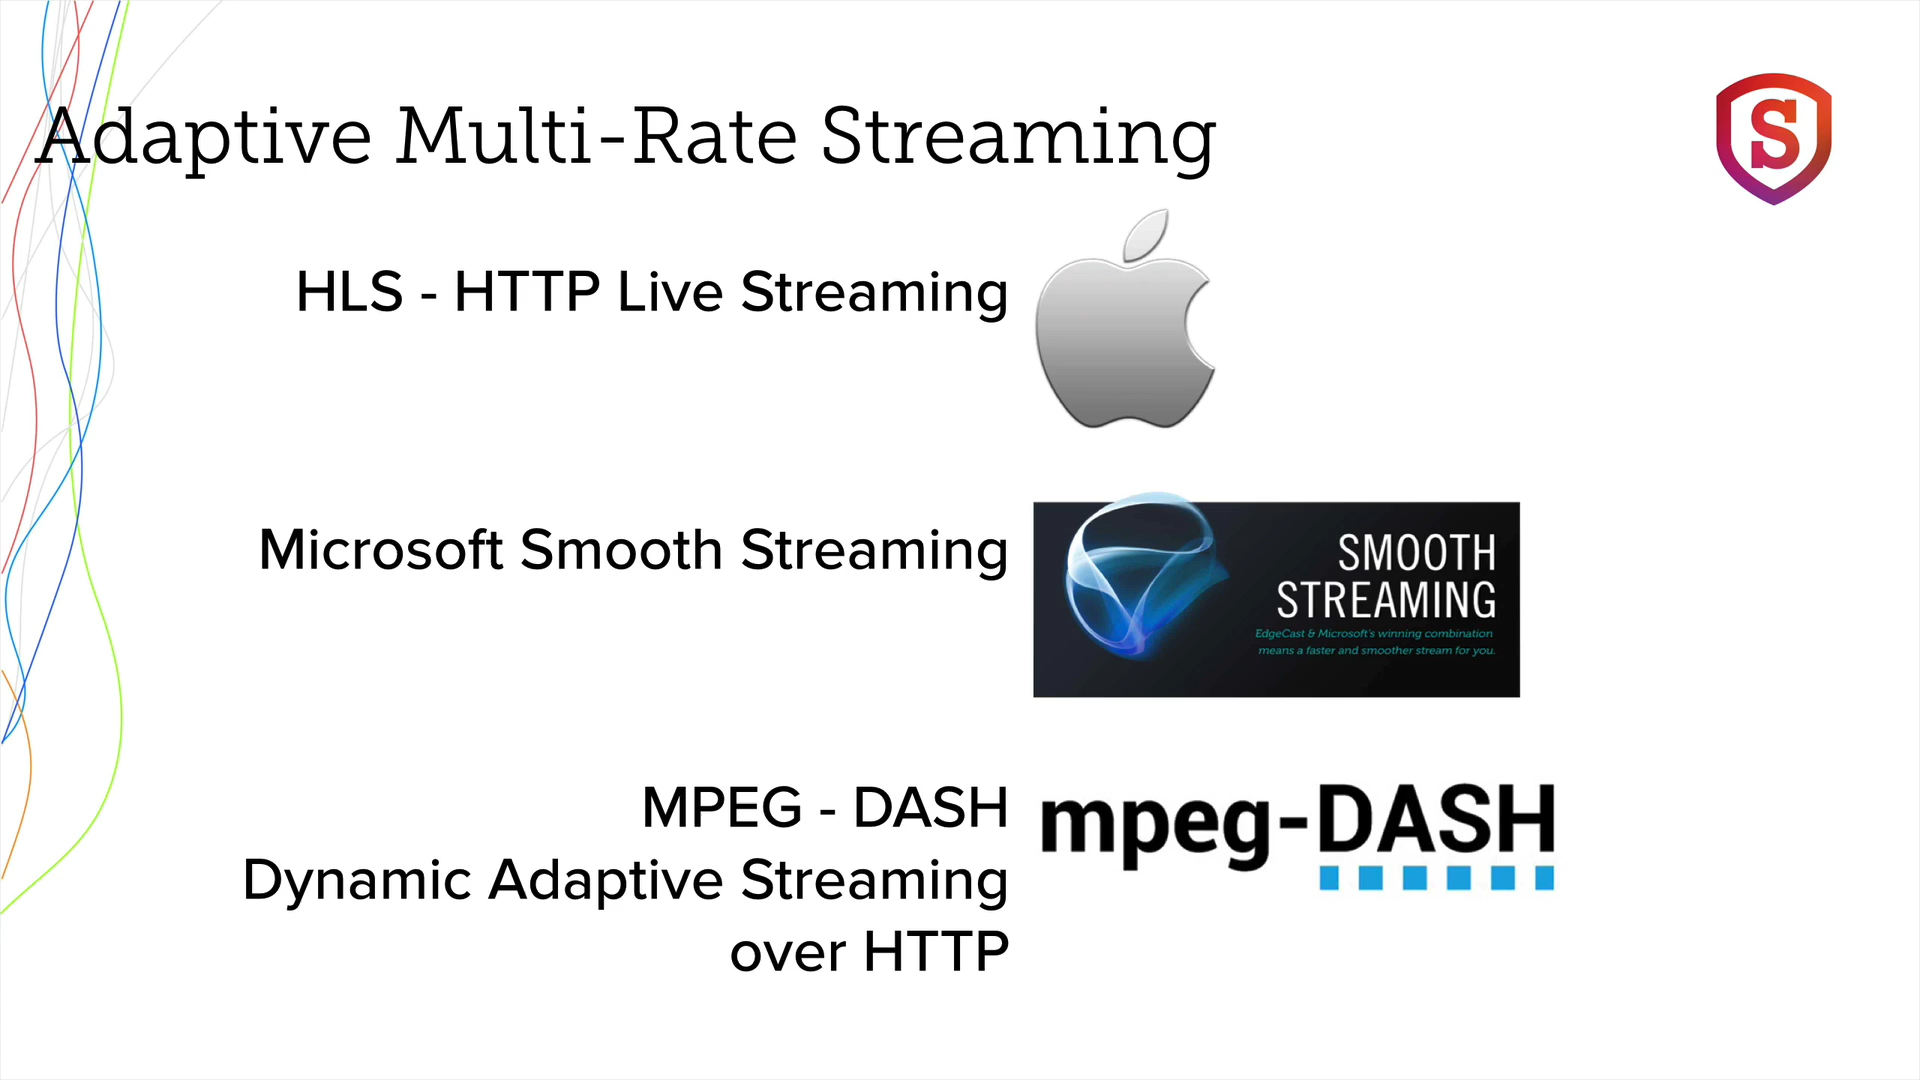 Adaptive Multi-Rate Streaming
S
HLS - HTTP Live Streaming
Microsoft Smooth Streaming
SMOOTH
STREAMING
EdgeCast & Microsoft's winning combination
means a faster and smoother stream for you.
MPEG - DASH
Dynamic Adaptive Streaming
over HTTP
mpeg-DASH